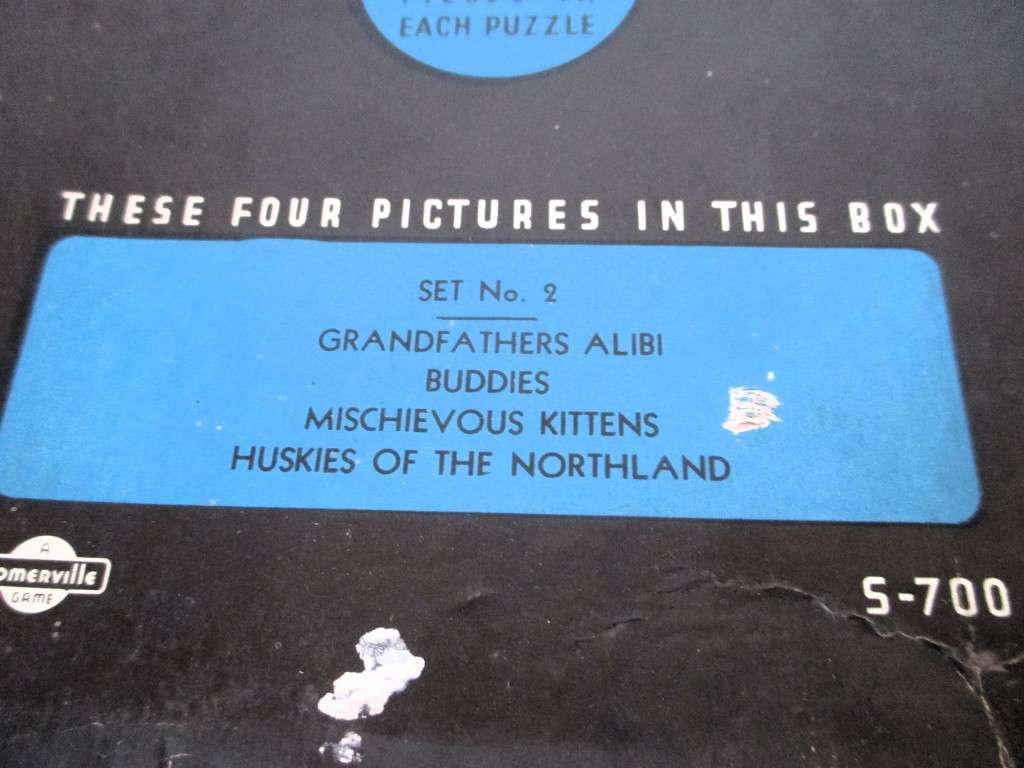 EACH PUZZLE
THESE FOUR PICTURES IN THIS BOX
SET No. 2
GRANDFATHERS ALIBI
BUDDIES
MISCHIEVOUS KITTENS
HUSKIES OF THE NORTHLAND
A
omerville
GAME
S-700